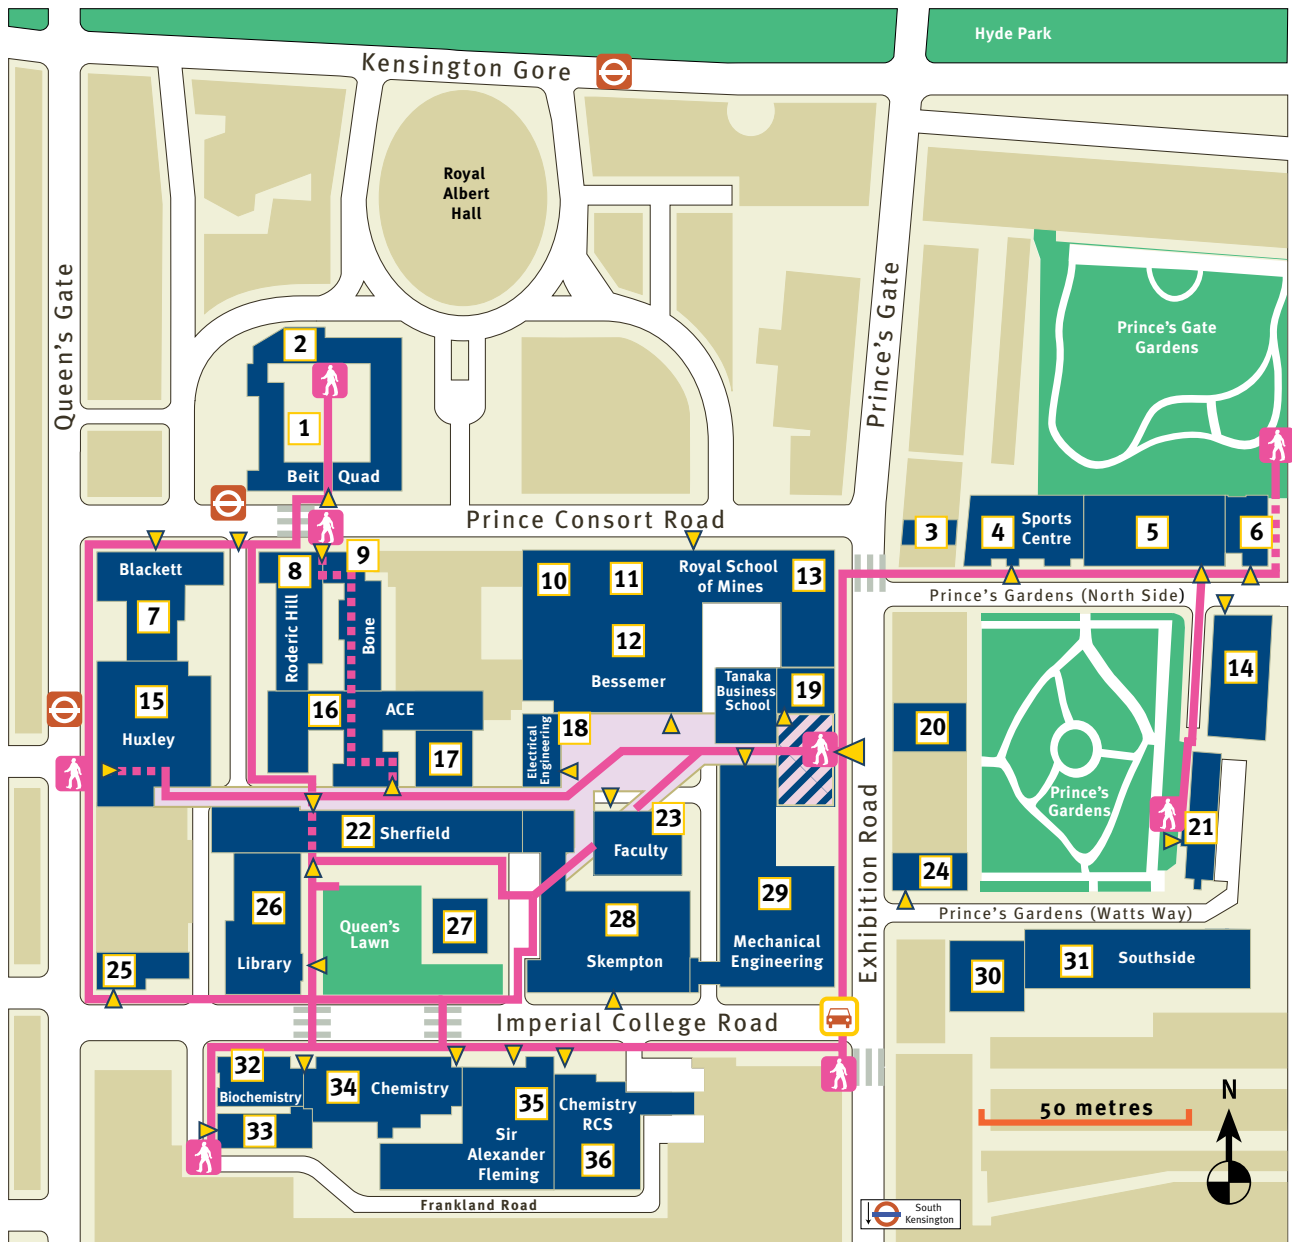 Hyde Park
Kensington Gore
Royal
Albert
Hall
Queen's Gate
Prince's Gate
Prince's Gate
Gardens
2
1
Beit Quad
Prince Consort Road
3
4
Sports
Centre
5
6
Prince's Gardens (North Side)
Blackett
7
8
9
Roderic Hill
Bone
10
11
Royal School
of Mines
13
12
Bessemer
14
15
Huxley
16
ACE
17
Electrical
Engineering
18
Tanaka
Business
School
19
20
Prince's
Gardens
21
22
Sherfield
23
Faculty
24
Prince's Gardens (Watts Way)
Exhibition Road
25
26
Library
Queen's
Lawn
27
28
Skempton
29
Mechanical
Engineering
30
31
Southside
Imperial College Road
32
Biochemistry
33
34
Chemistry
35
Sir
Alexander
Fleming
Chemistry
RCS
36
Frankland Road
50 metres
N
South
Kensington